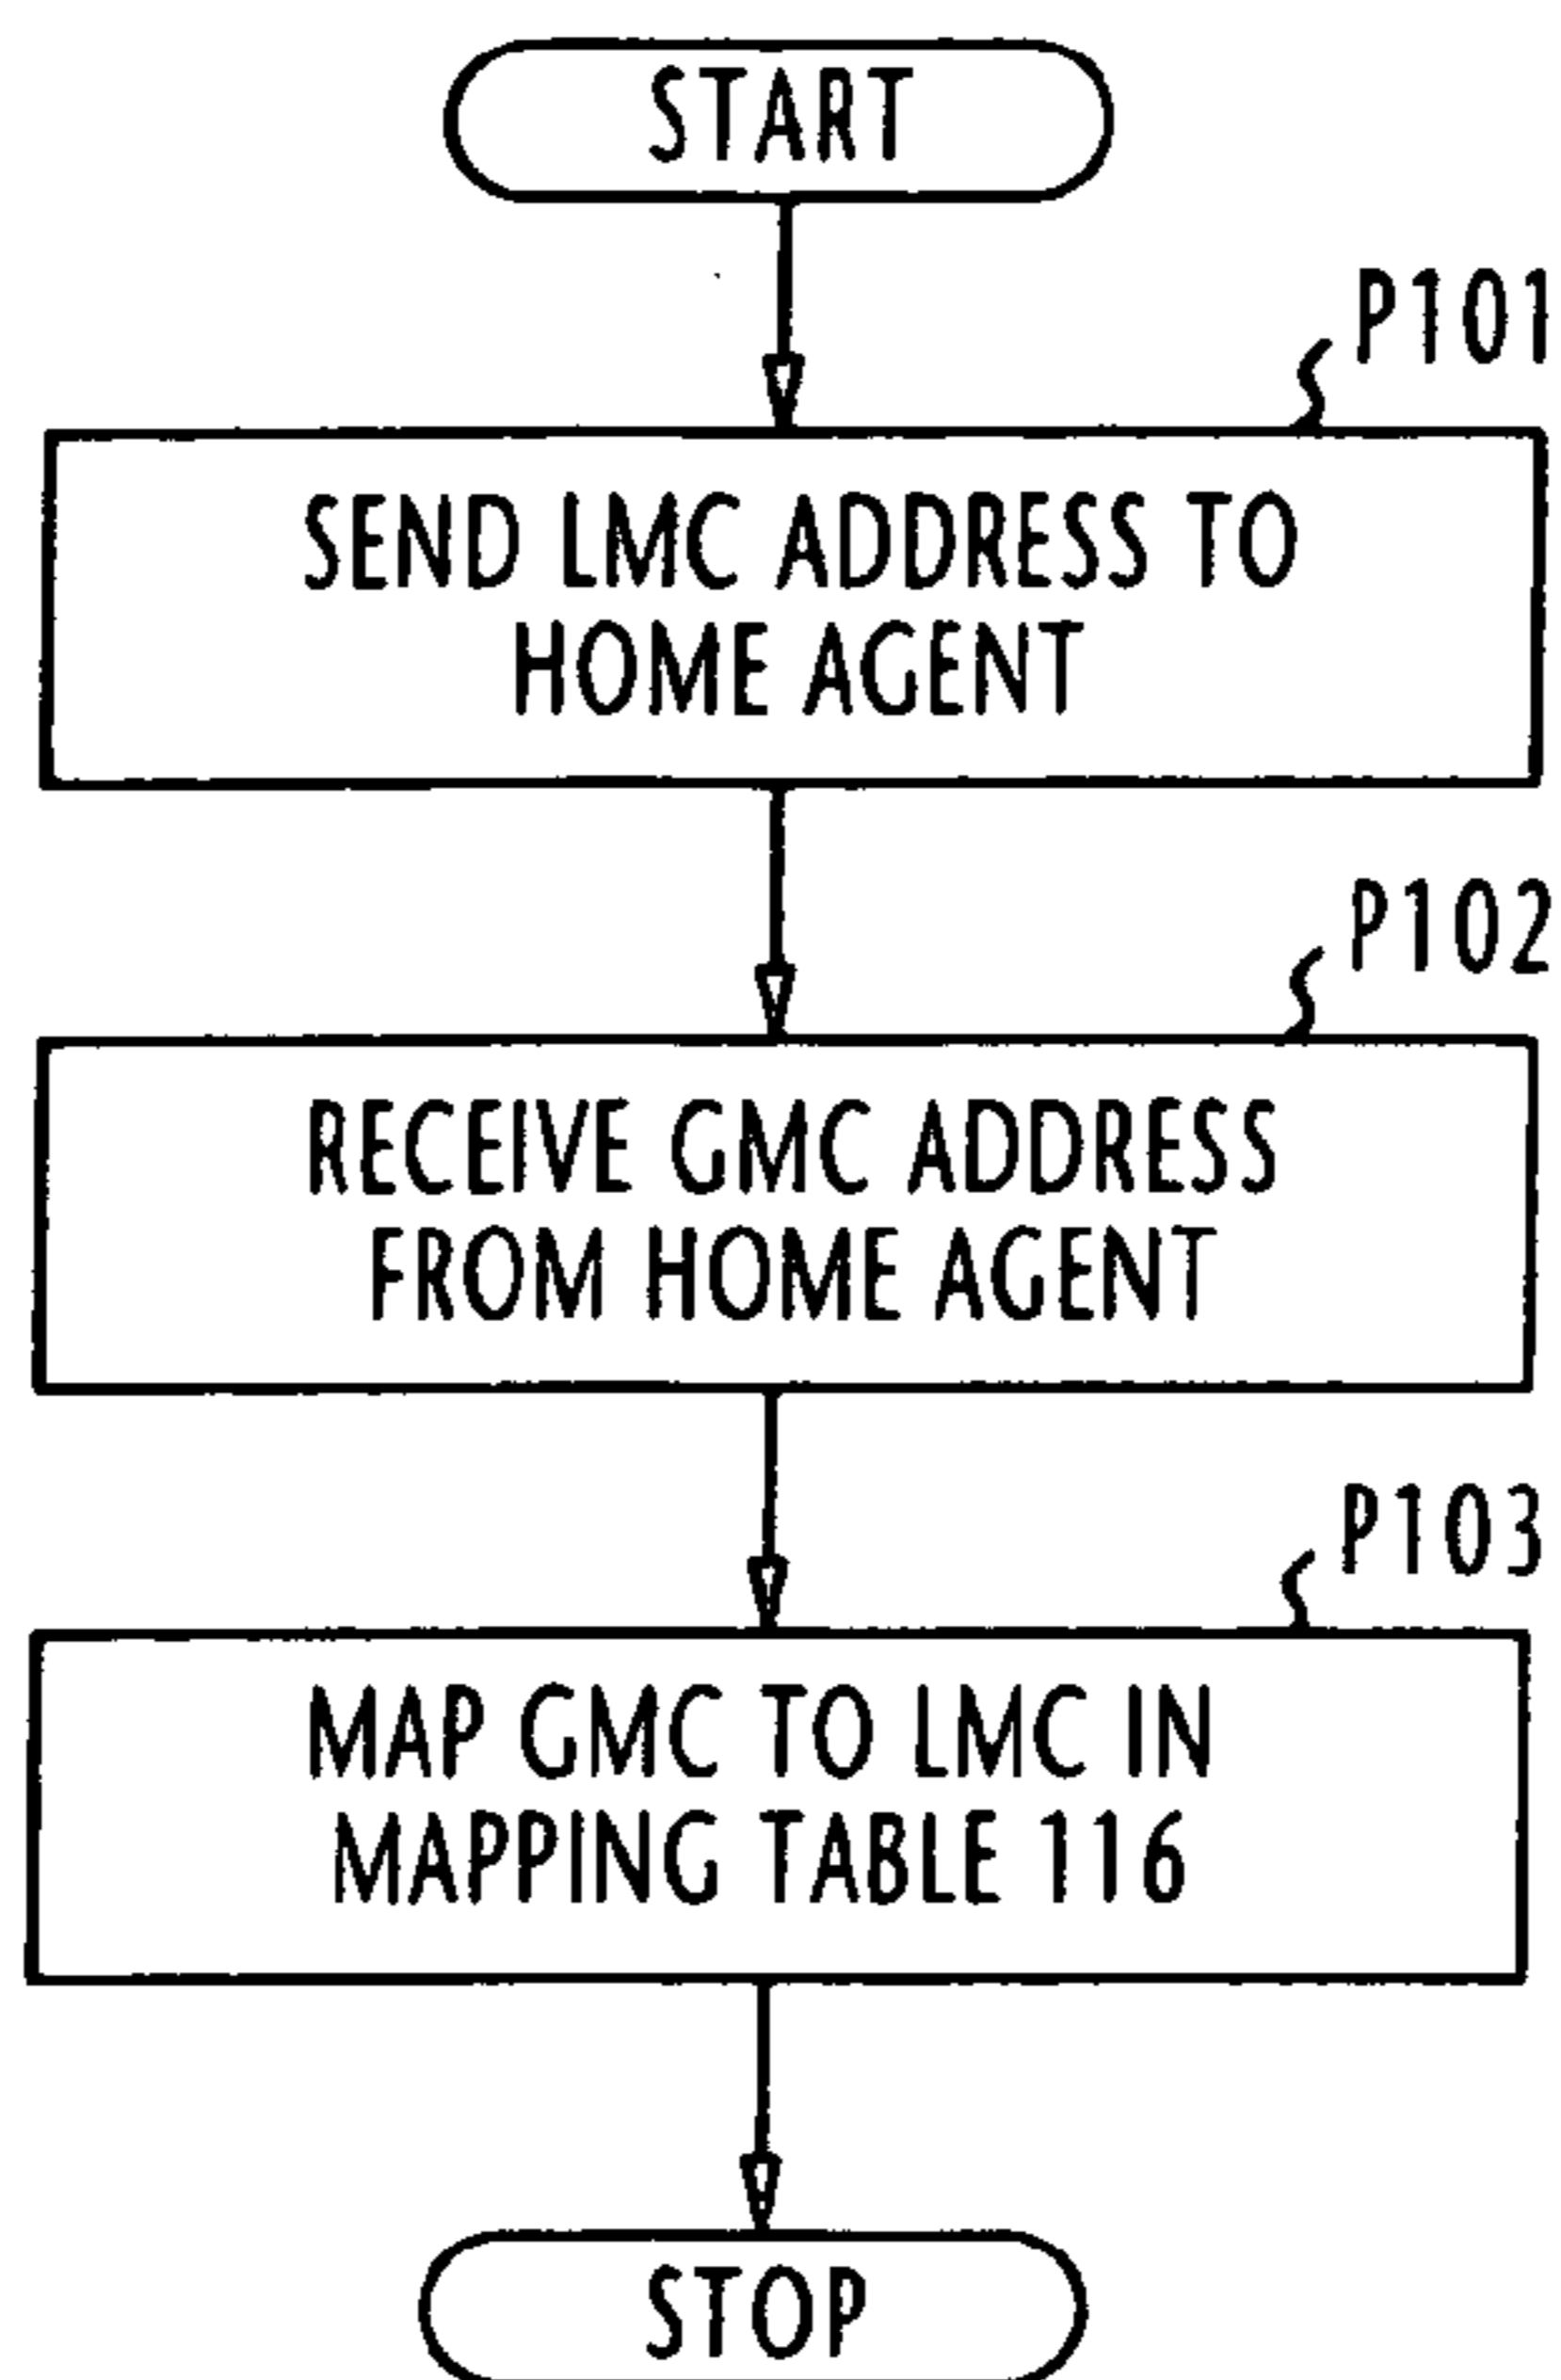 START
P101
SEND LMC ADDRESS TO
HOME AGENT
P102
RECEIVE GMC ADDRESS
FROM HOME AGENT
P103
MAP GMC TO LMC IN
MAPPING TABLE 116
STOP